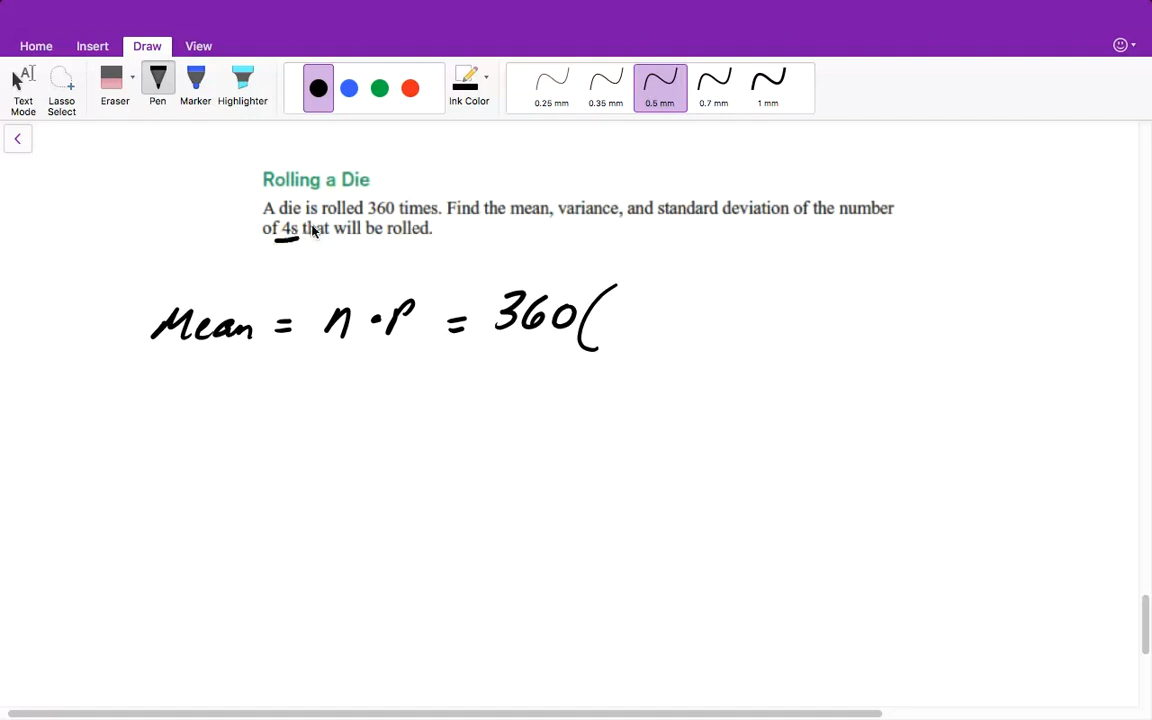 Home Insert Draw View
Text Mode Lasso Select Eraser Pen Marker Highlighter Ink Color 0.25 mm 0.35 mm 0.5 mm 0.7 mm 1 mm
Rolling a Die
A die is rolled 360 times. Find the mean, variance, and standard deviation of the number
of 4s that will be rolled.
Mean = n · p = 360(